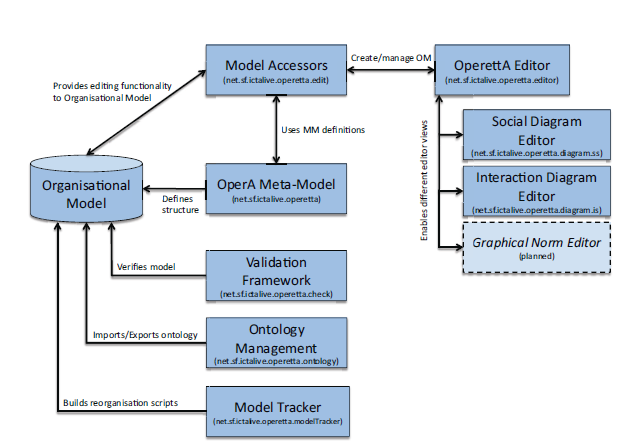 Model Accessors
(net.sf.ictalive.operetta.edit)
Create/manage OM
OperettA Editor
(net.sf.ictalive.operetta.editor)
Provides editing functionality
to Organisational Model
Uses MM definitions
Enables different editor views
Social Diagram
Editor
(net.sf.ictalive.operetta.diagram.ss)
Interaction Diagram
Editor
(net.sf.ictalive.operetta.diagram.is)
Graphical Norm Editor
(planned)
Organisational
Model
Defines
structure
OperA Meta-Model
(net.sf.ictalive.operetta)
Verifies model
Validation
Framework
(net.sf.ictalive.operetta.check)
Imports/Exports ontology
Ontology
Management
(net.sf.ictalive.operetta.ontology)
Builds reorganisation scripts
Model Tracker
(net.sf.ictalive.operetta.modelTracker)